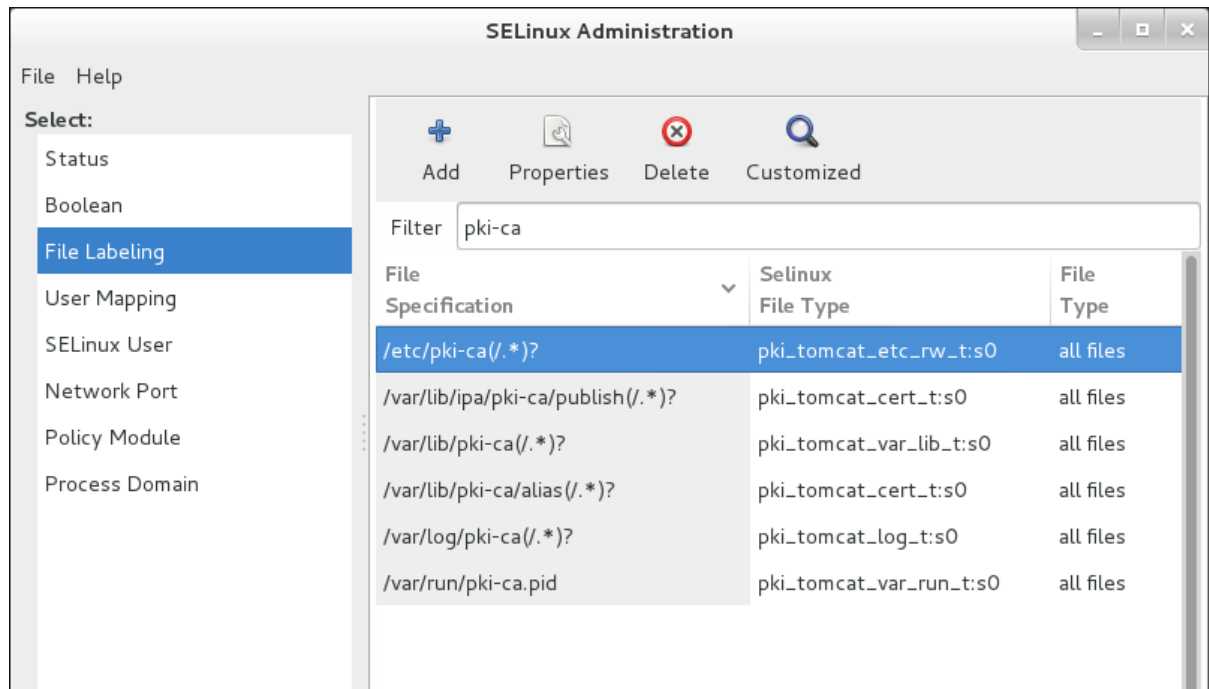 SELinux Administration
File Help
Select:
Status
Boolean
File Labeling
User Mapping
SELinux User
Network Port
Policy Module
Process Domain
Add Properties Delete Customized
Filter pki-ca
File Specification Selinux File Type File Type
/etc/pki-ca(/.*)? pki_tomcat_etc_rw_t:s0 all files
/var/lib/ipa/pki-ca/publish(/.*)? pki_tomcat_cert_t:s0 all files
/var/lib/pki-ca(/.*)? pki_tomcat_var_lib_t:s0 all files
/var/lib/pki-ca/alias(/.*)? pki_tomcat_cert_t:s0 all files
/var/log/pki-ca(/.*)? pki_tomcat_log_t:s0 all files
/var/run/pki-ca.pid pki_tomcat_var_run_t:s0 all files